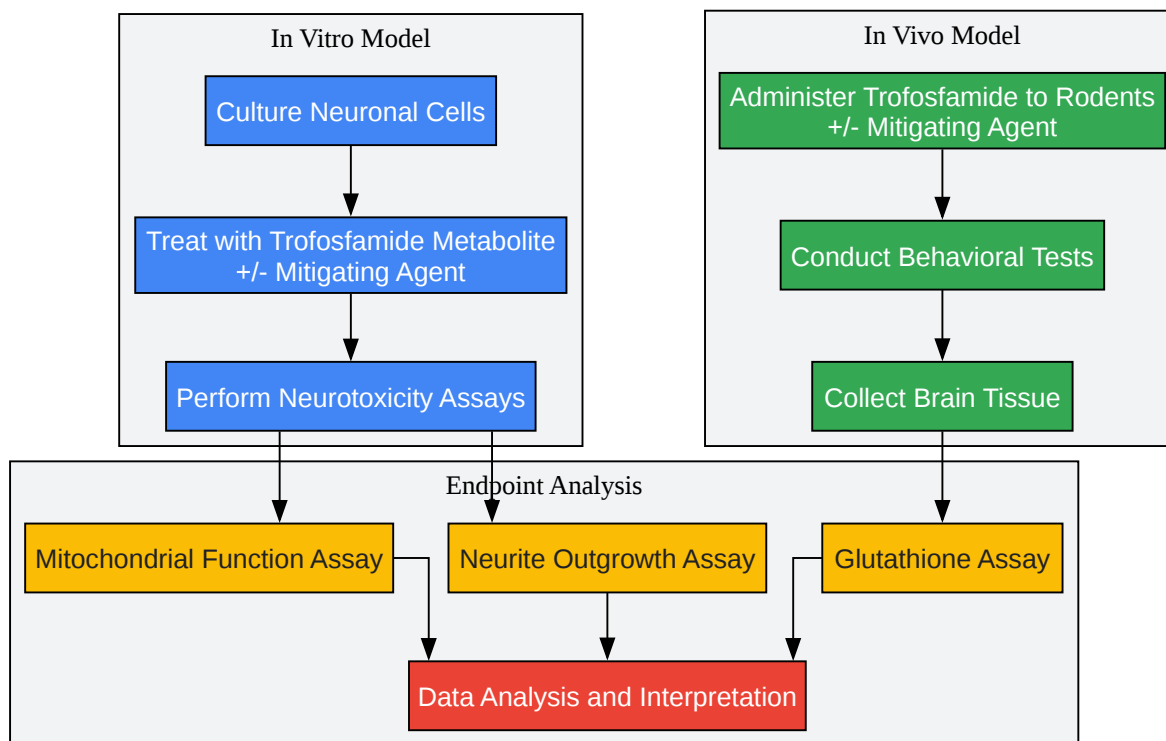 In Vitro Model
Culture Neuronal Cells
Treat with Trofosfamide Metabolite
+/- Mitigating Agent
Perform Neurotoxicity Assays
In Vivo Model
Administer Trofosfamide to Rodents
+/- Mitigating Agent
Conduct Behavioral Tests
Collect Brain Tissue
Endpoint Analysis
Mitochondrial Function Assay
Neurite Outgrowth Assay
Glutathione Assay
Data Analysis and Interpretation